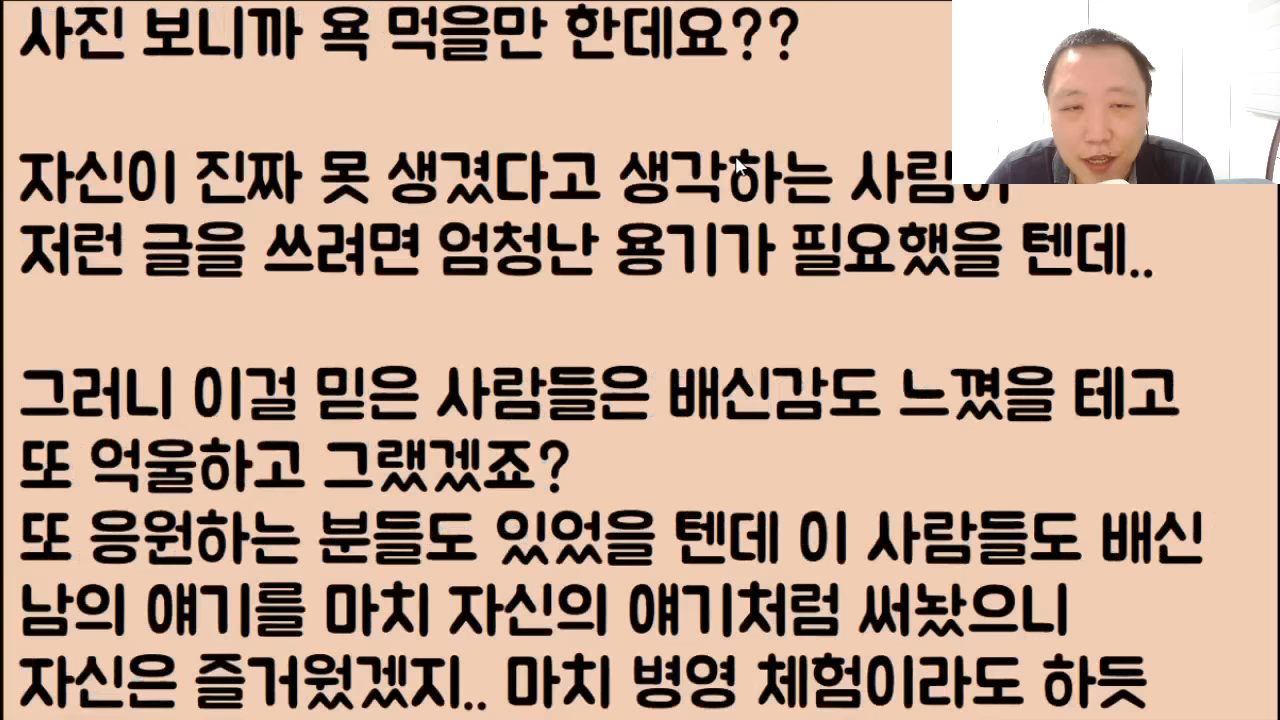 사진 보니까 욕 먹을만 한데요??
자신이 진짜 못 생겼다고 생각하는 사람이
저런 글을 쓰려면 엄청난 용기가 필요했을 텐데..
그러니 이걸 믿은 사람들은 배신감도 느꼈을 테고
또 억울하고 그랬겠죠?
또 응원하는 분들도 있었을 텐데 이 사람들도 배신
남의 얘기를 마치 자신의 얘기처럼 써놨으니
자신은 즐거웠겠지.. 마치 병영 체험이라도 하듯